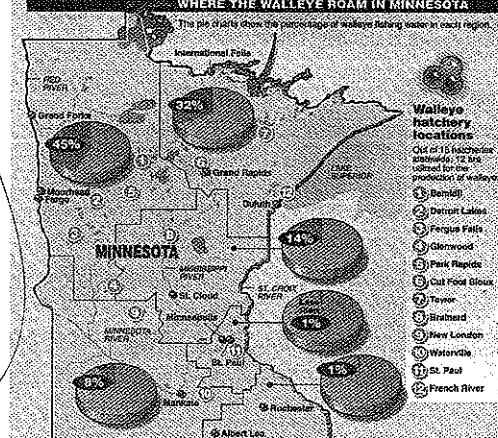 WHERE THE WALLEYE ROAM IN MINNESOTA
The pie charts show the percentage of walleye fishing water in each region.
International Falls
RED
RIVER
Grand Forks
32%
45%
Grand Rapids
Moorhead
Fargo
LAKE
SUPERIOR
Duluth
14%
MINNESOTA
MISSISSIPPI
RIVER
ST. CROIX
RIVER
St. Cloud
Minneapolis
1%
MINNESOTA
RIVER
St. Paul
1%
8%
Mankato
Rochester
Albert Lea
Walleye
hatchery
locations
Out of 15 hatcheries
statewide, 12 are
utilized for the
production of walleye.
1 Bemidji
2 Detroit Lakes
3 Fergus Falls
4 Glenwood
5 Park Rapids
6 Cut Foot Sioux
7 Tower
8 Brainerd
9 New London
10 Waterville
11 St. Paul
12 French River